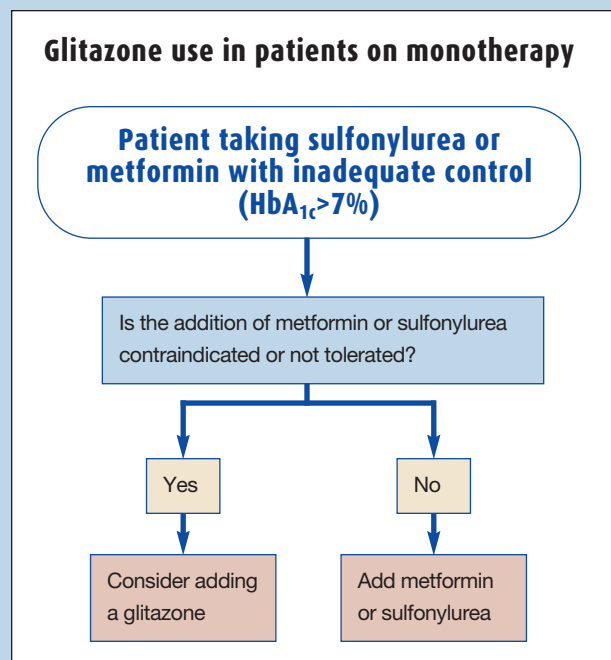 Glitazone use in patients on monotherapy
Patient taking sulfonylurea or
metformin with inadequate control
(HbA1c>7%)
Is the addition of metformin or sulfonylurea
contraindicated or not tolerated?
Yes
No
Consider adding
a glitazone
Add metformin
or sulfonylurea